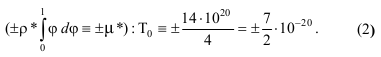 (±ρ * ∫₀¹ φ dφ ≡ ±μ *) : T₀ ≡ ± (14·10²⁰)/4 = ± 7/2 ·10⁻²⁰ . (2)